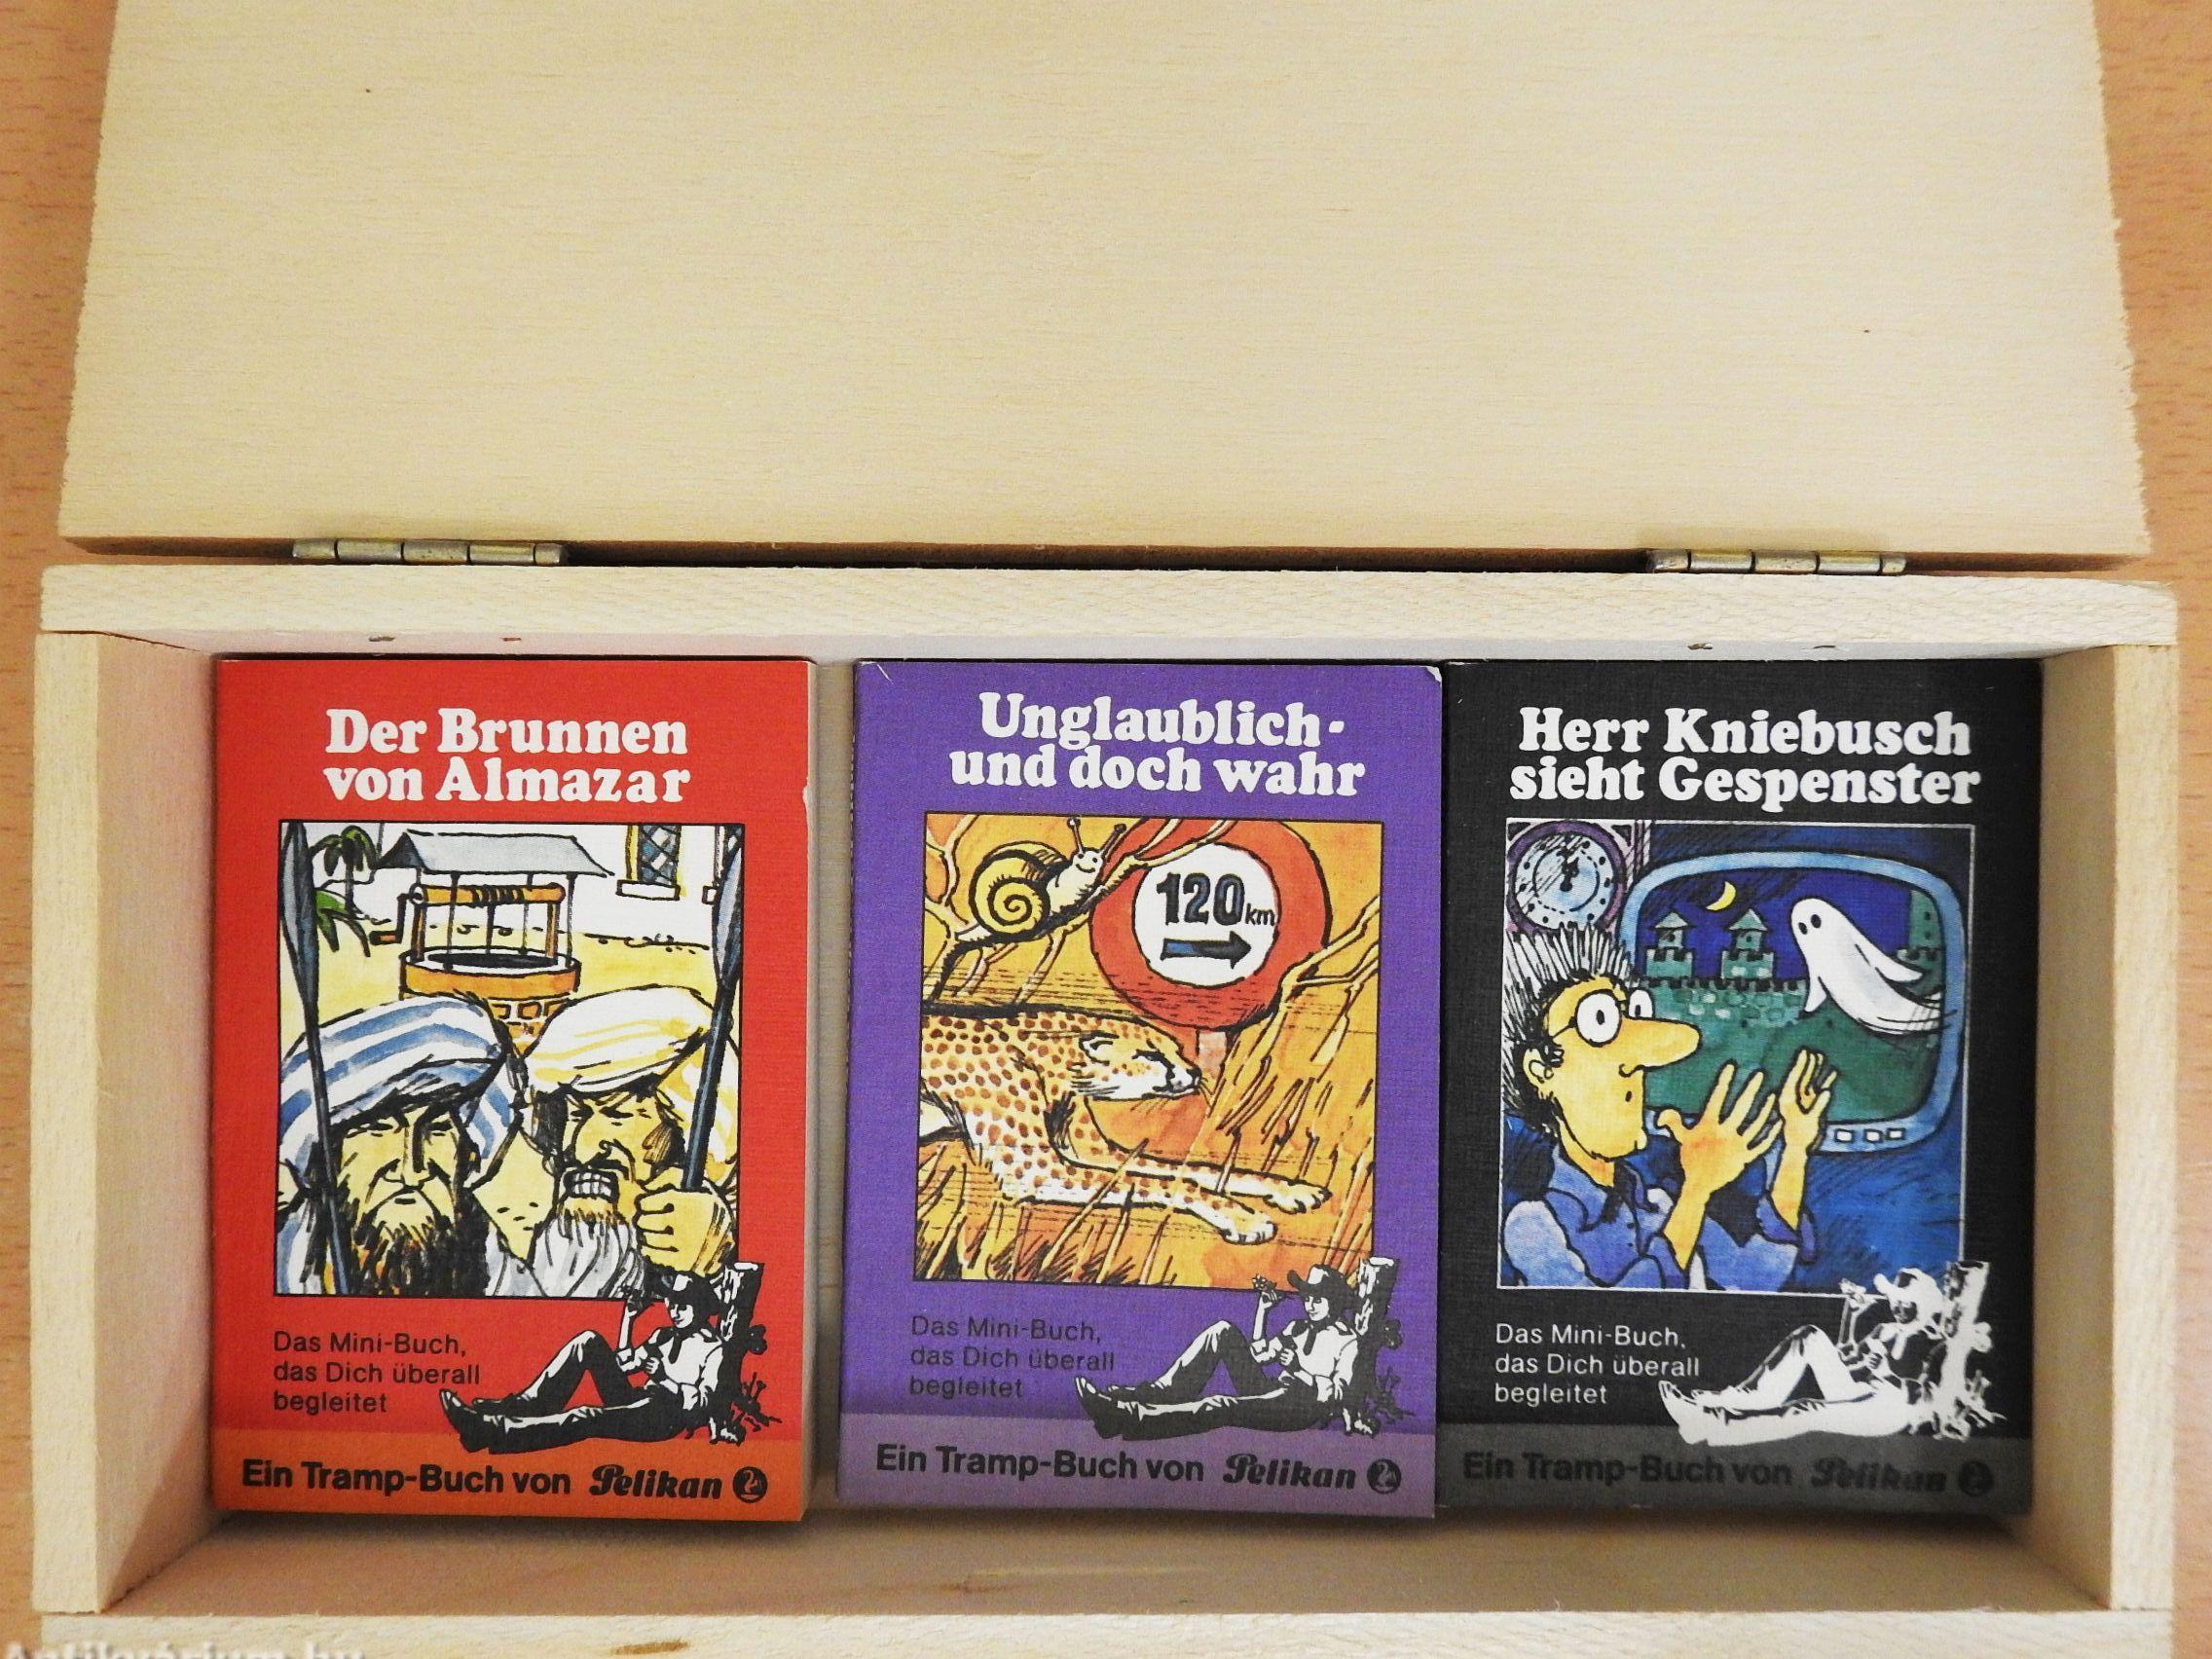 Der Brunnen
von Almazar
Das Mini-Buch,
das Dich überall
begleitet
Ein Tramp-Buch von Pelikan
Unglaublich-
und doch wahr
120 km
Das Mini-Buch,
das Dich überall
begleitet
Ein Tramp-Buch von Pelikan
Herr Kniebusch
sieht Gespenster
Das Mini-Buch,
das Dich überall
begleitet
Ein Tramp-Buch von Pelikan